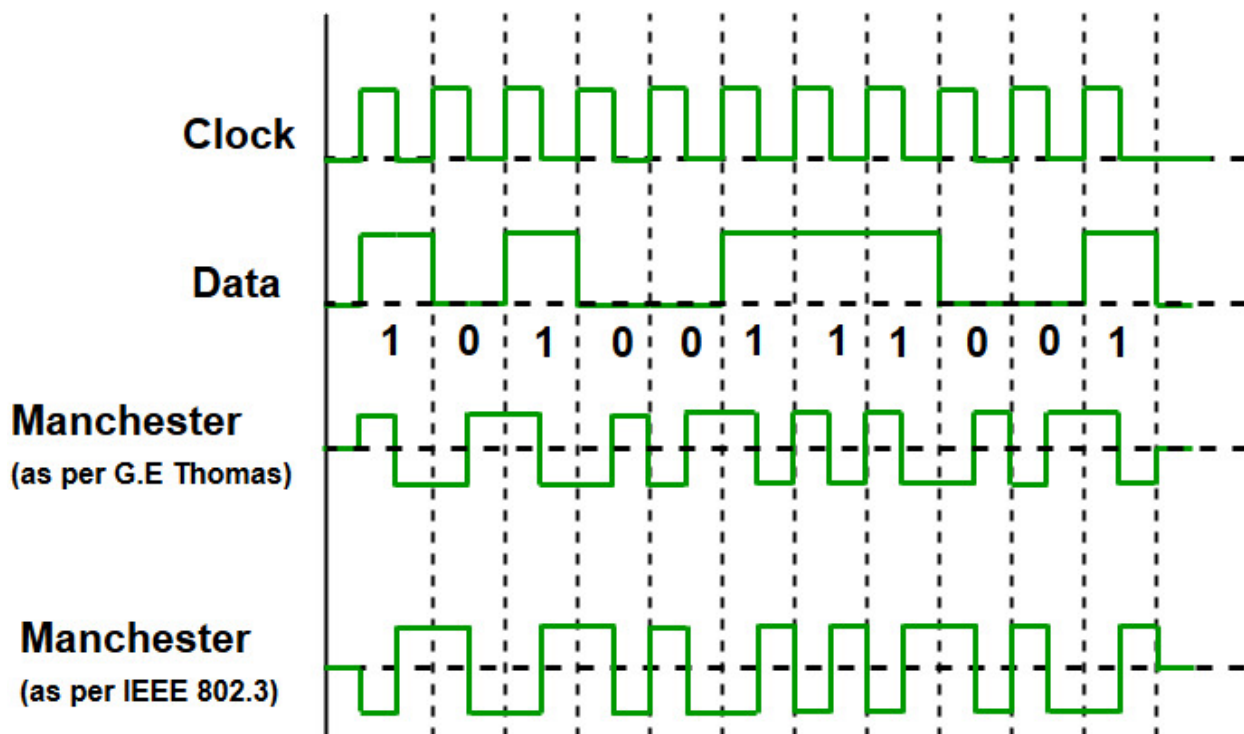 Clock
Data
1 0 1 0 0 1 1 1 0 0 1
Manchester
(as per G.E Thomas)
Manchester
(as per IEEE 802.3)